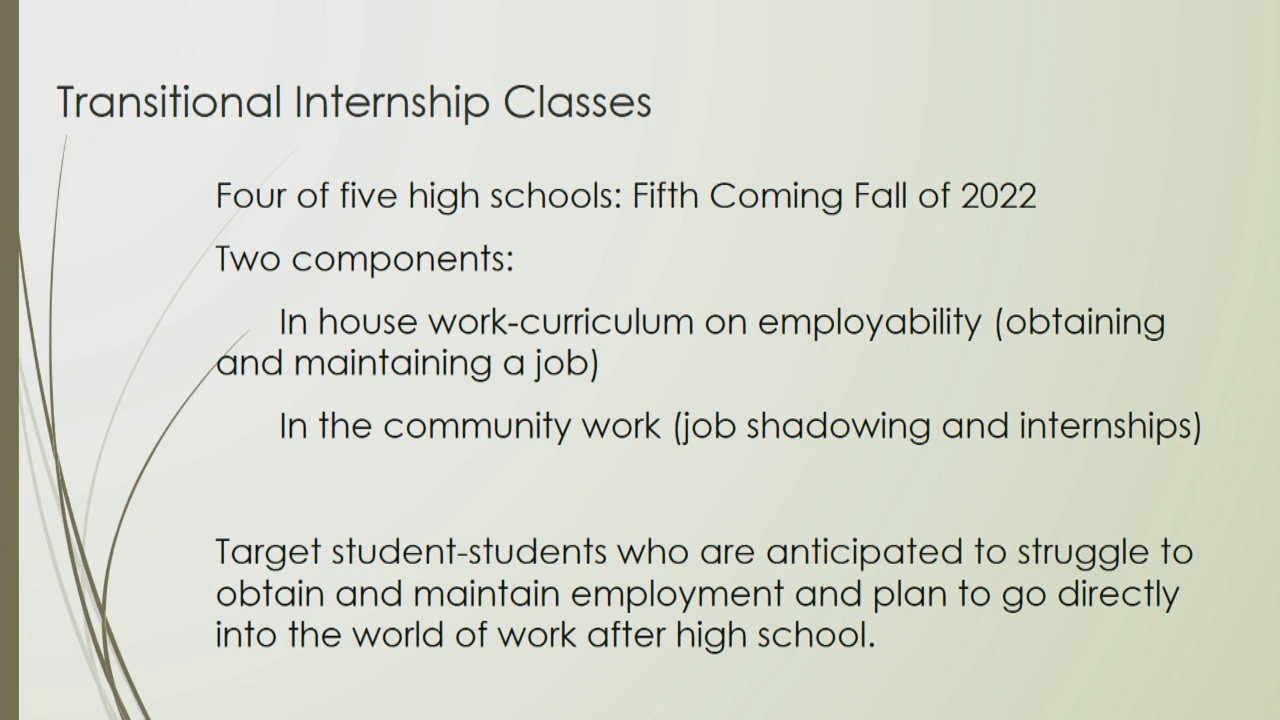 Transitional Internship Classes
Four of five high schools: Fifth Coming Fall of 2022
Two components:
In house work-curriculum on employability (obtaining
and maintaining a job)
In the community work (job shadowing and internships)
Target student-students who are anticipated to struggle to
obtain and maintain employment and plan to go directly
into the world of work after high school.